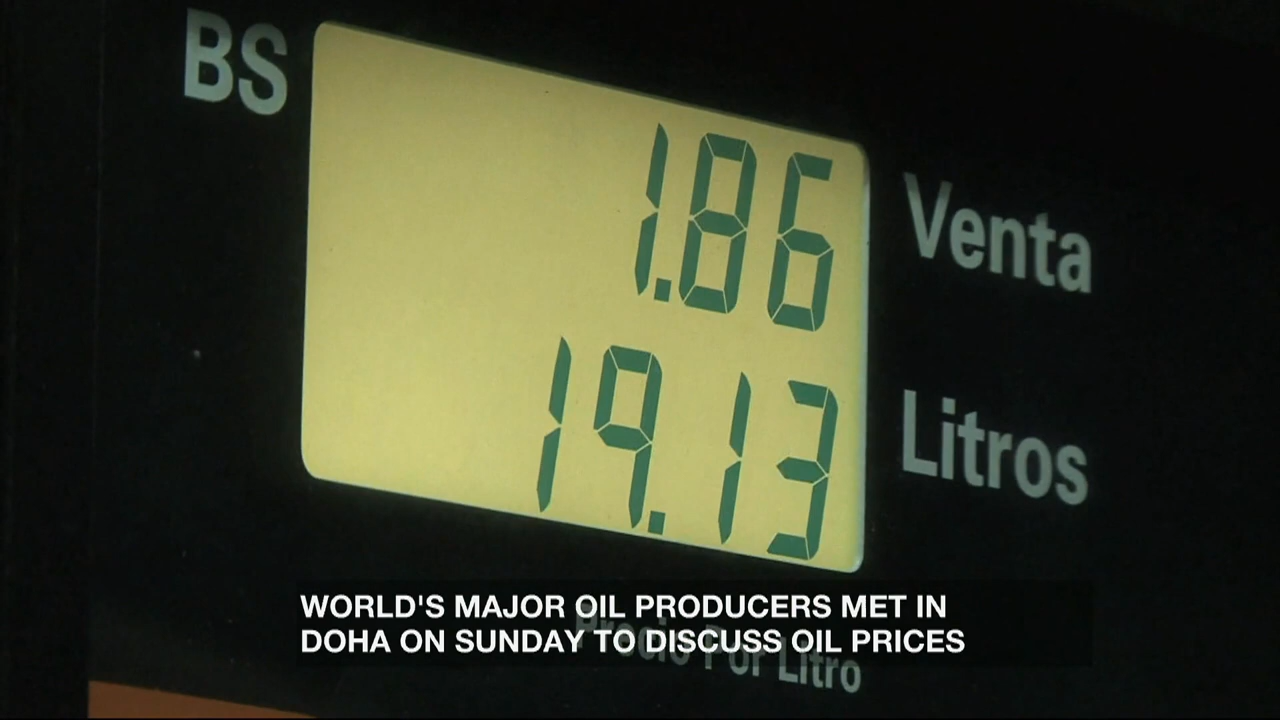 BS
1.86 Venta
19.13 Litros
WORLD'S MAJOR OIL PRODUCERS MET IN
DOHA ON SUNDAY TO DISCUSS OIL PRICES
Precio Por Litro